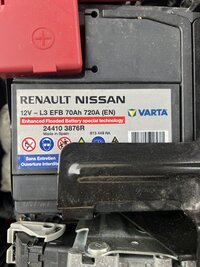 RENAULT NISSAN
12V – L3 EFB 70Ah 720A (EN)
Enhanced Flooded Battery special technology
24410 3876R
Made in Spain
VARTA
Sans Entretien
Ouverture Interdite